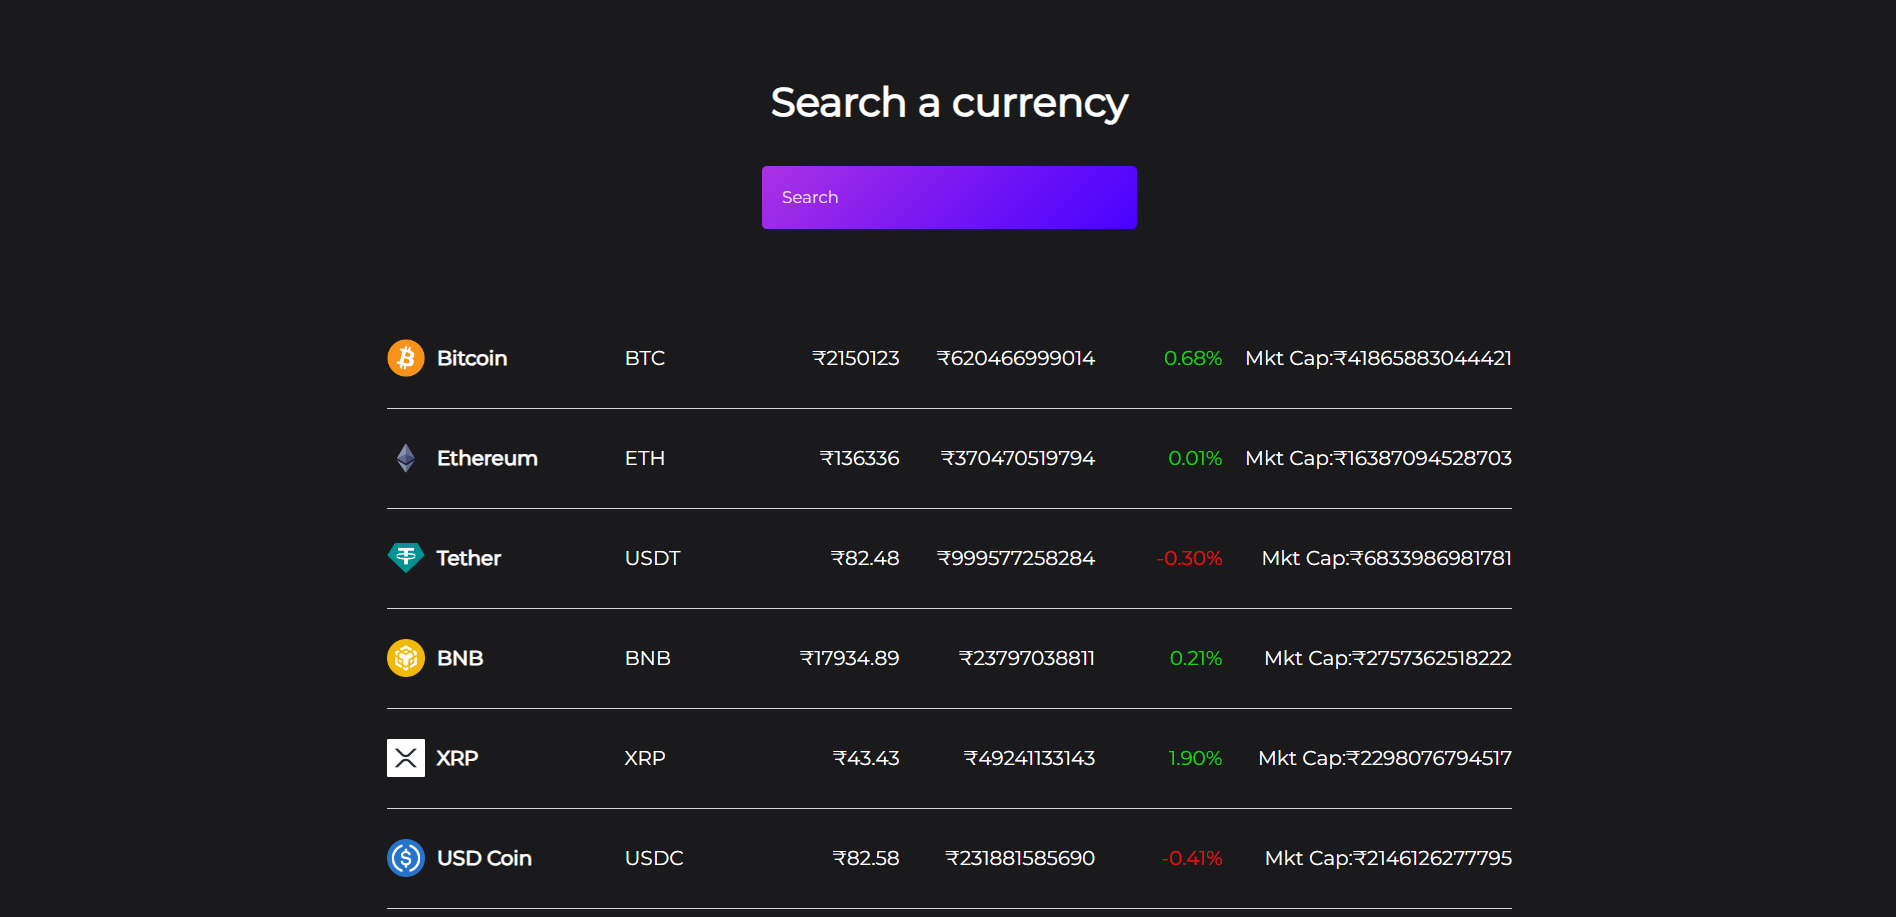 Search a currency
Search
Bitcoin BTC ₹2150123 ₹620466999014 0.68% Mkt Cap:₹41865883044421
Ethereum ETH ₹136336 ₹370470519794 0.01% Mkt Cap:₹16387094528703
Tether USDT ₹82.48 ₹999577258284 -0.30% Mkt Cap:₹6833986981781
BNB BNB ₹17934.89 ₹23797038811 0.21% Mkt Cap:₹2757362518222
XRP XRP ₹43.43 ₹49241133143 1.90% Mkt Cap:₹2298076794517
USD Coin USDC ₹82.58 ₹231881585690 -0.41% Mkt Cap:₹2146126277795